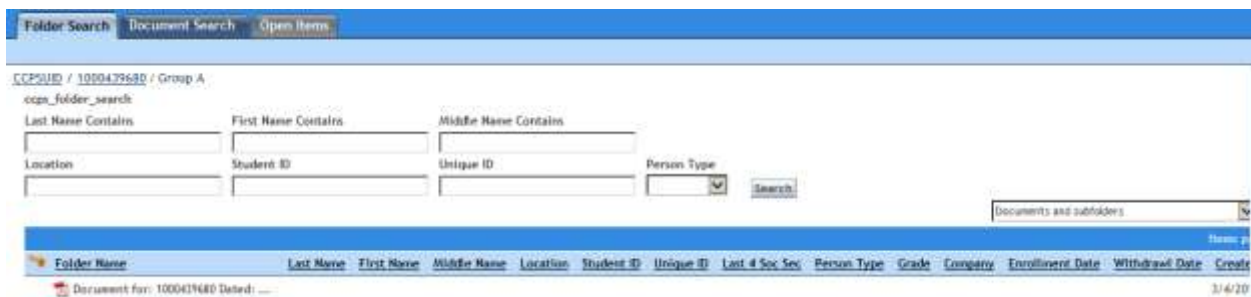 Folder Search Document Search Open Items
CCPSUID / 1000439680 / Group A
ccps_folder_search
Last Name Contains First Name Contains Middle Name Contains
Location Student ID Unique ID Person Type
Search
Documents and subfolders
Items p
Folder Name Last Name First Name Middle Name Location Student ID Unique ID Last 4 Soc Sec Person Type Grade Company Enrollment Date Withdrawl Date Create
Document for: 1000439680 Dated: ...
3/4/20